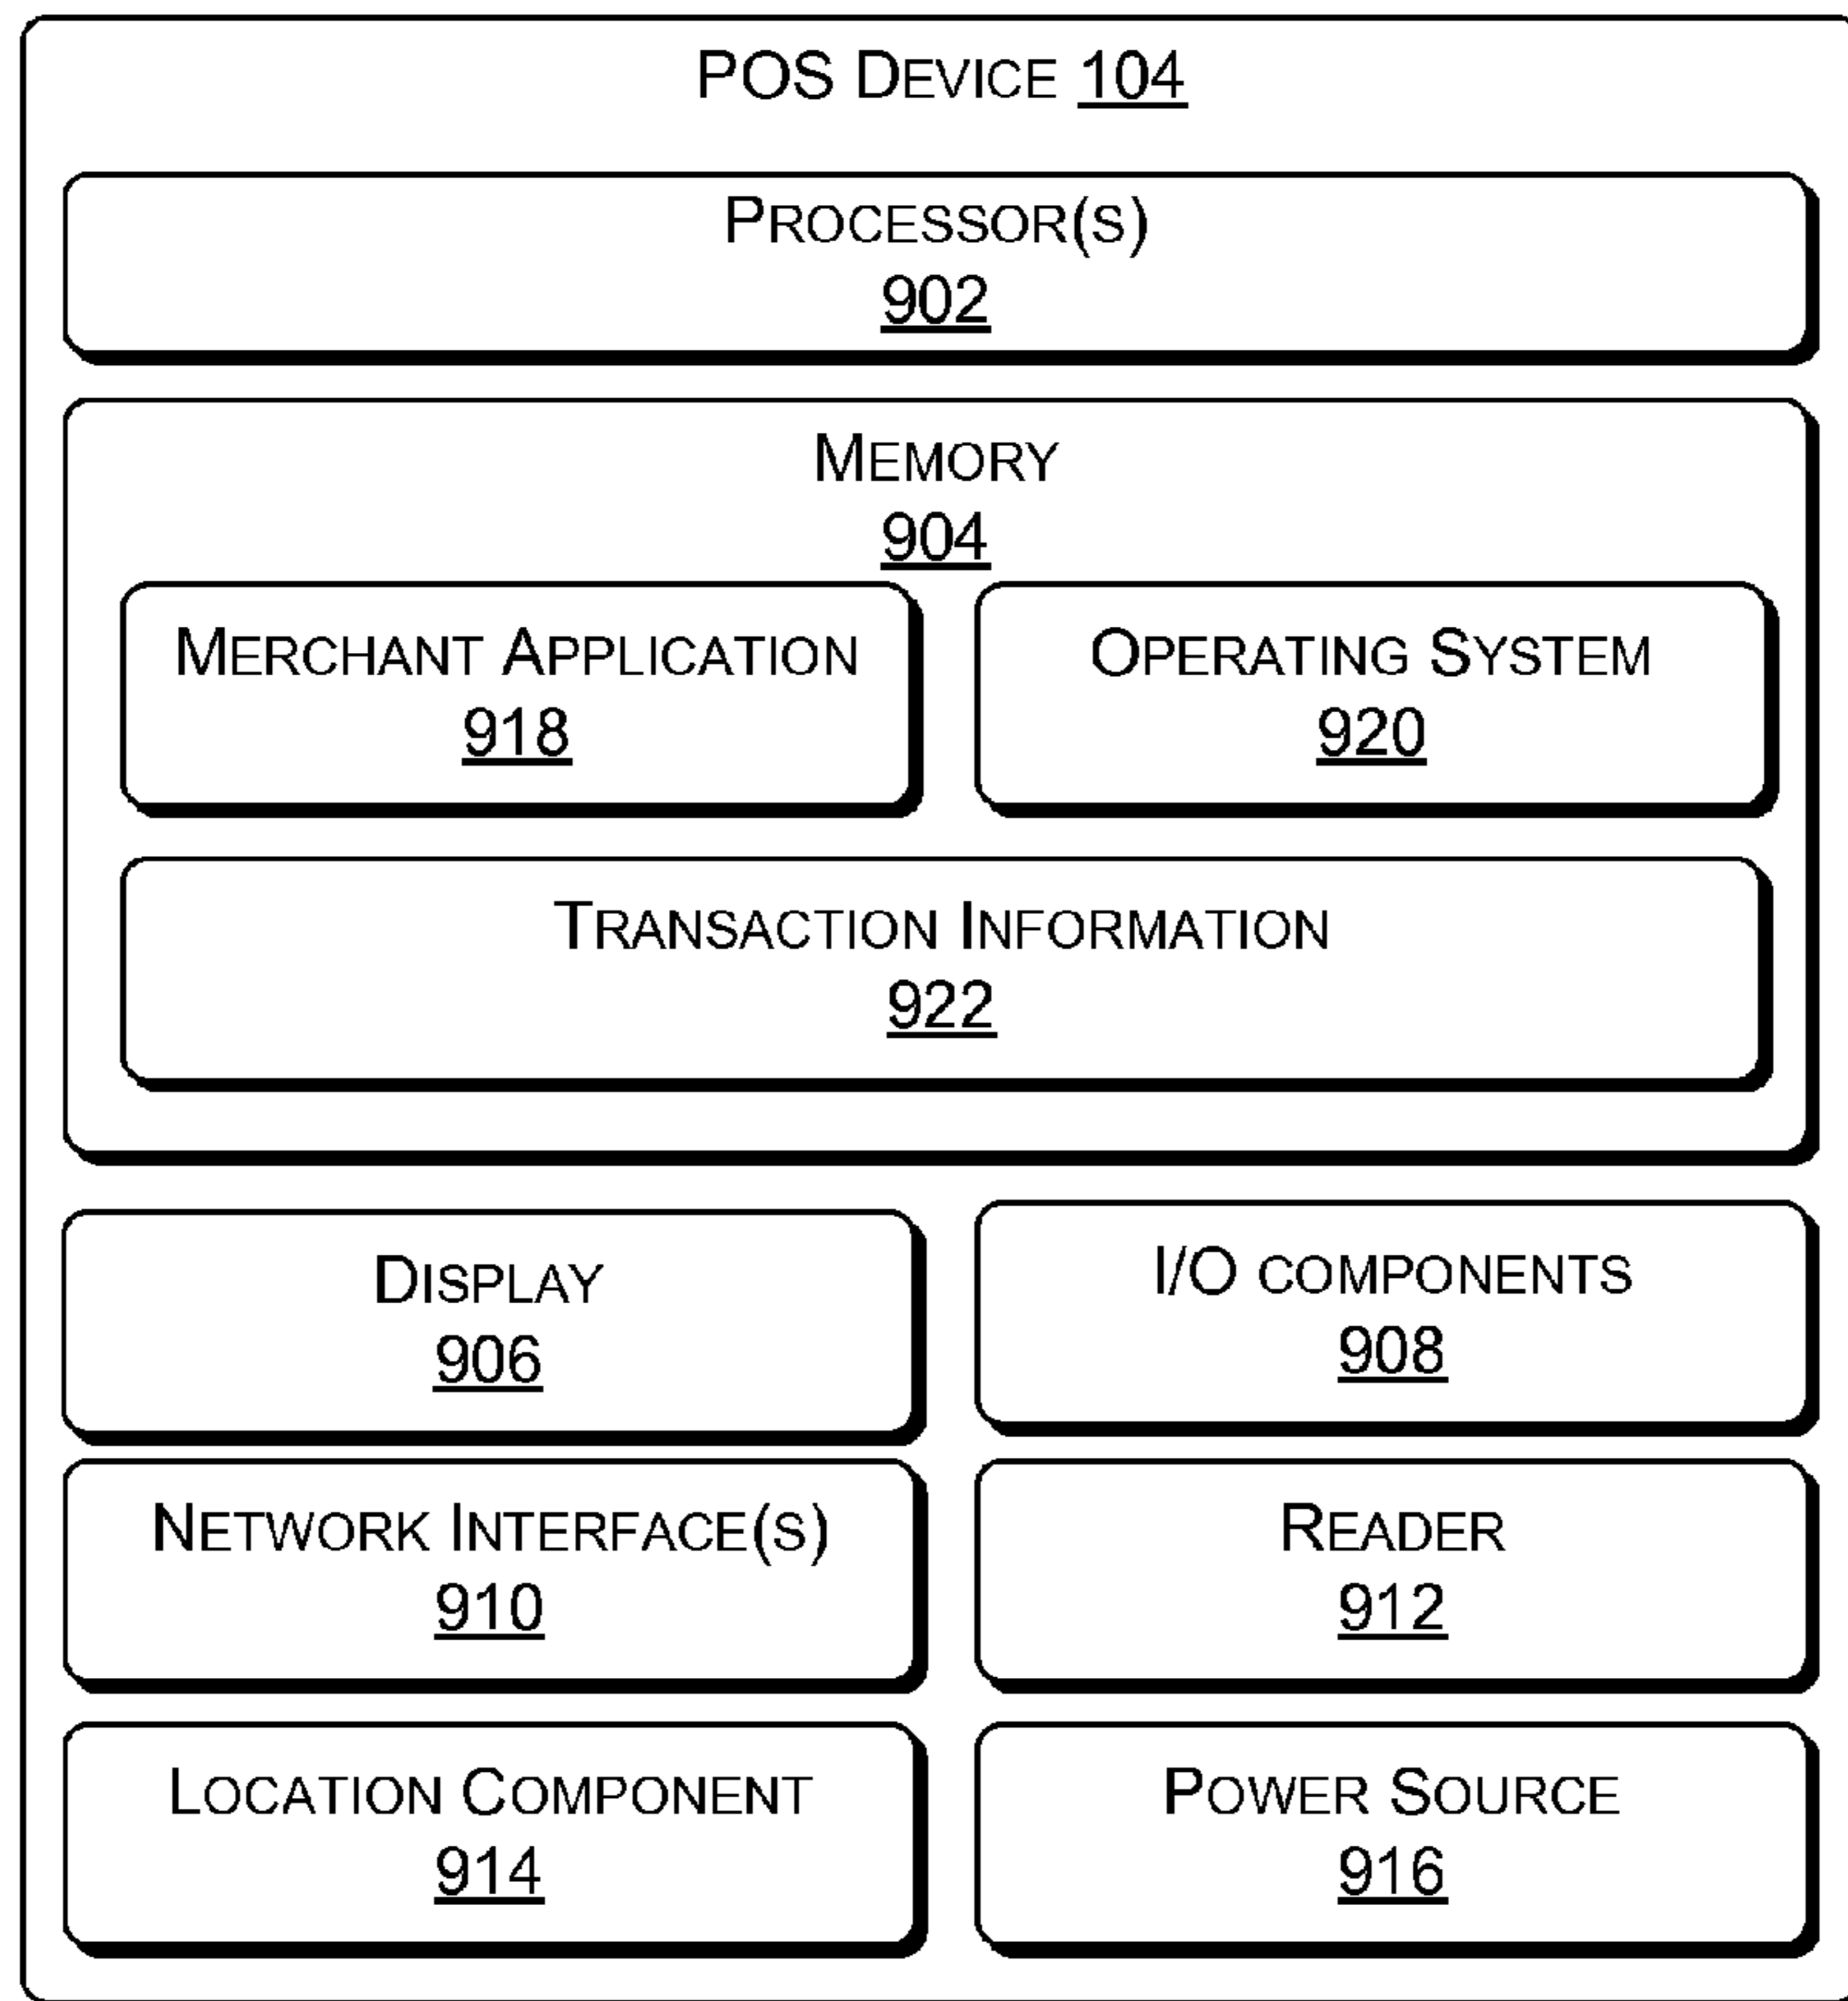 POS DEVICE 104
PROCESSOR(S)
902
MEMORY
904
MERCHANT APPLICATION
918
OPERATING SYSTEM
920
TRANSACTION INFORMATION
922
DISPLAY
906
I/O COMPONENTS
908
NETWORK INTERFACE(S)
910
READER
912
LOCATION COMPONENT
914
POWER SOURCE
916